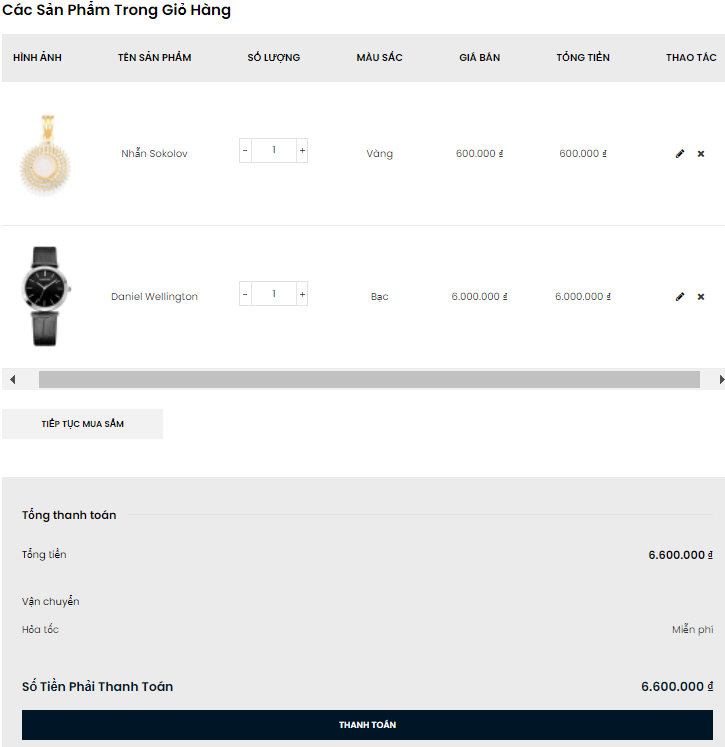 Các Sản Phẩm Trong Giỏ Hàng
HÌNH ẢNH TÊN SẢN PHẨM SỐ LƯỢNG MÀU SẮC GIÁ BÁN TỔNG TIỀN THAO TÁC
Nhẫn Sokolov - 1 + Vàng 600.000 ₫ 600.000 ₫
Daniel Wellington - 1 + Bạc 6.000.000 ₫ 6.000.000 ₫
TIẾP TỤC MUA SẮM
Tổng thanh toán
Tổng tiền 6.600.000 ₫
Vận chuyển
Hỏa tốc Miễn phí
Số Tiền Phải Thanh Toán 6.600.000 ₫
THANH TOÁN